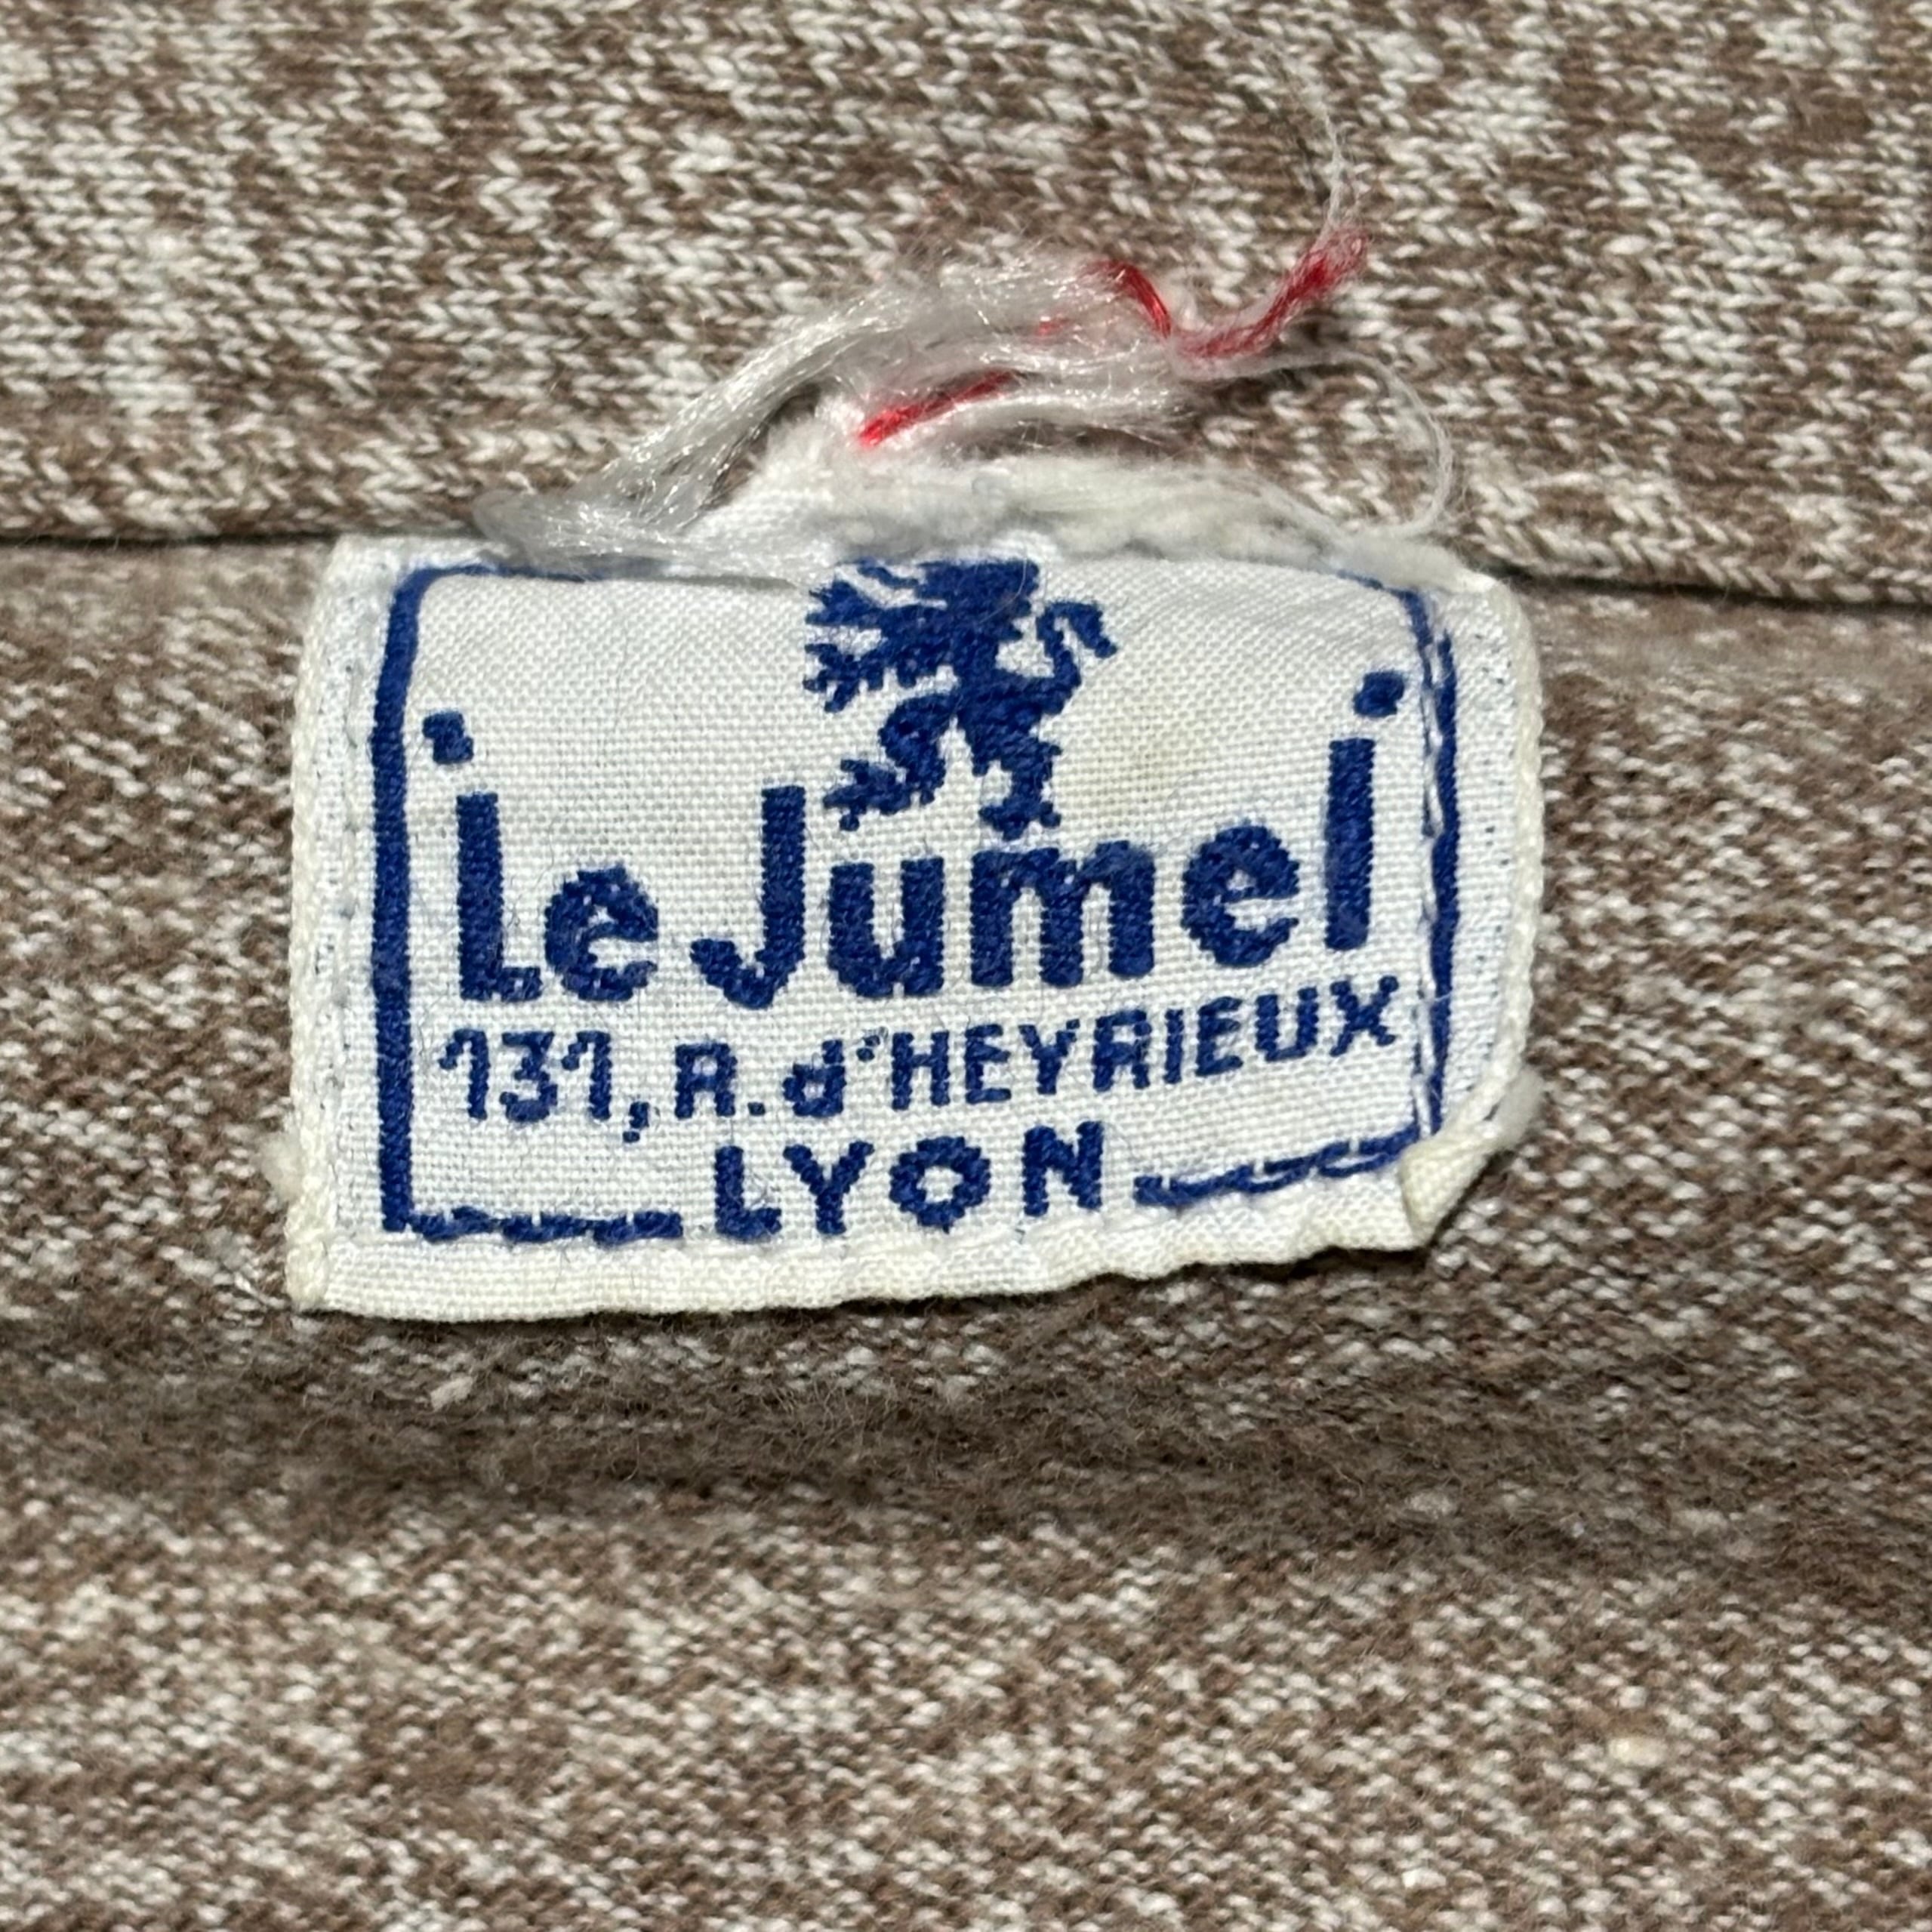 Le Jumel
131, R. d'HEYRIEUX
LYON